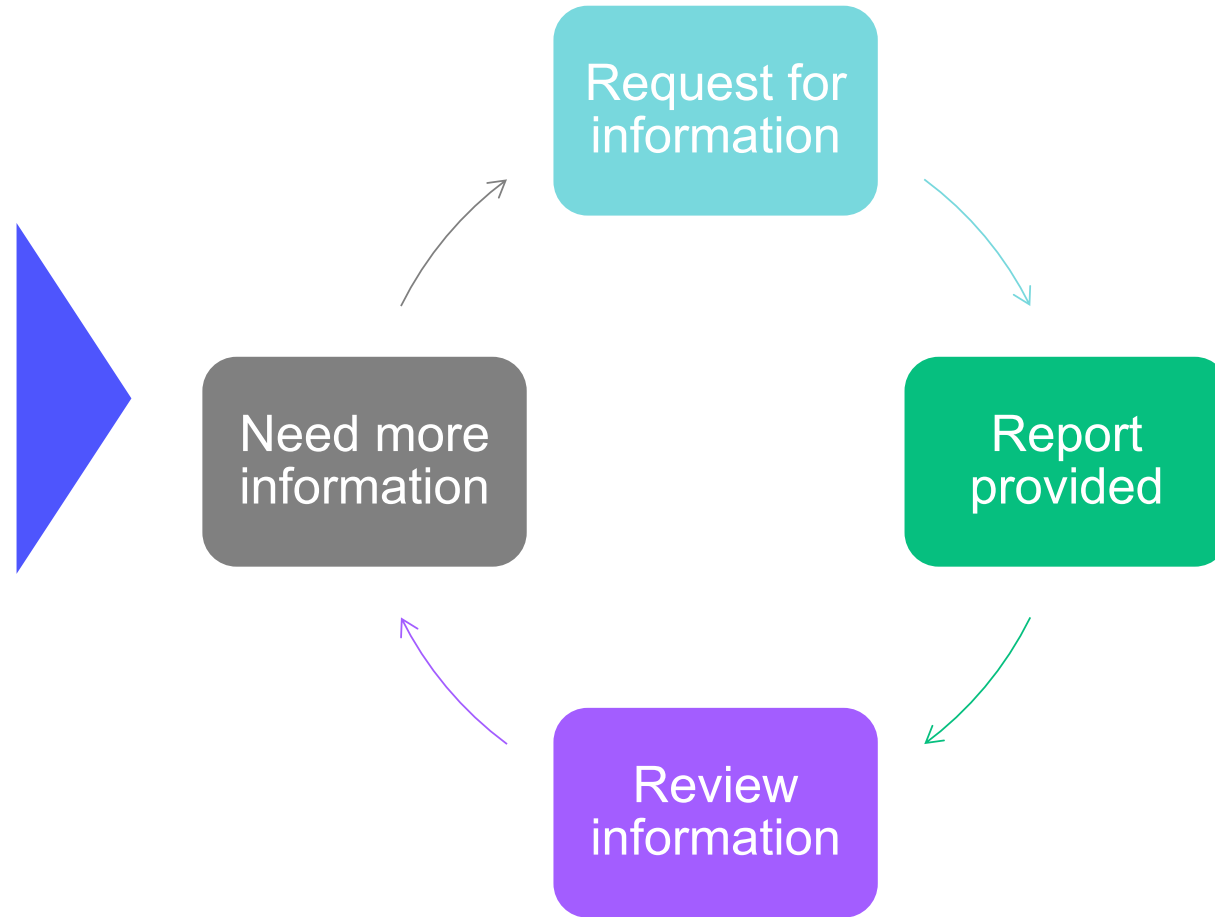 Request for
information
Need more
information
Report
provided
Review
information